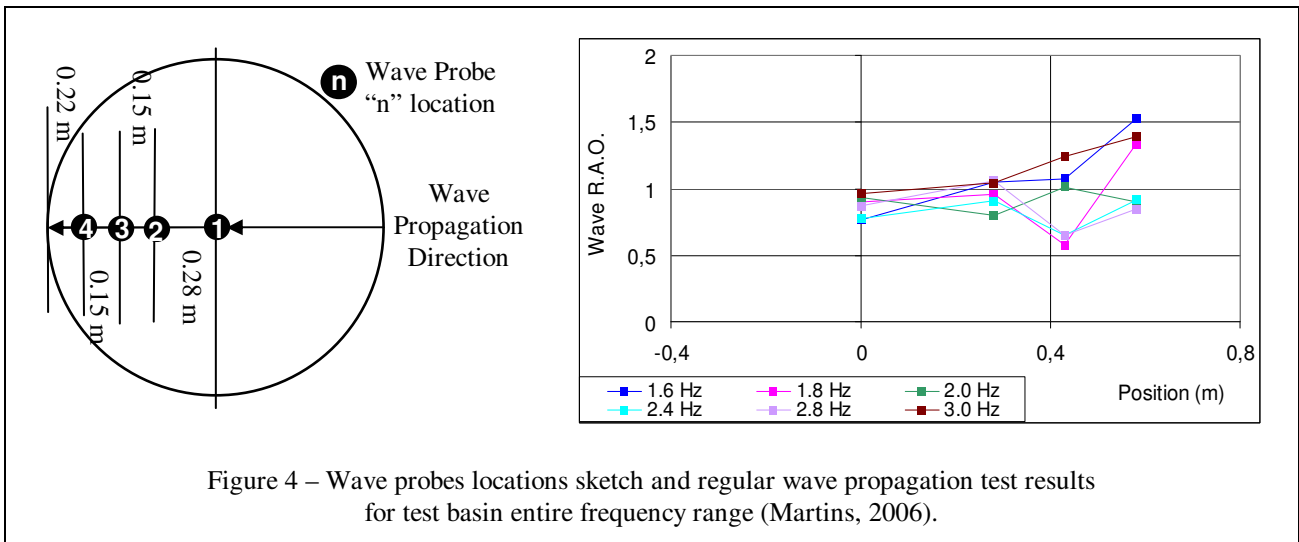 0.22 m
0.15 m
n
Wave Probe
“n” location
4
3
2
1
Wave
Propagation
Direction
0.15 m
0.28 m
2
1,5
1
0,5
0
Wave R.A.O.
-0,4
0
0,4
0,8
Position (m)
1.6 Hz
1.8 Hz
2.0 Hz
2.4 Hz
2.8 Hz
3.0 Hz
Figure 4 – Wave probes locations sketch and regular wave propagation test results
for test basin entire frequency range (Martins, 2006).